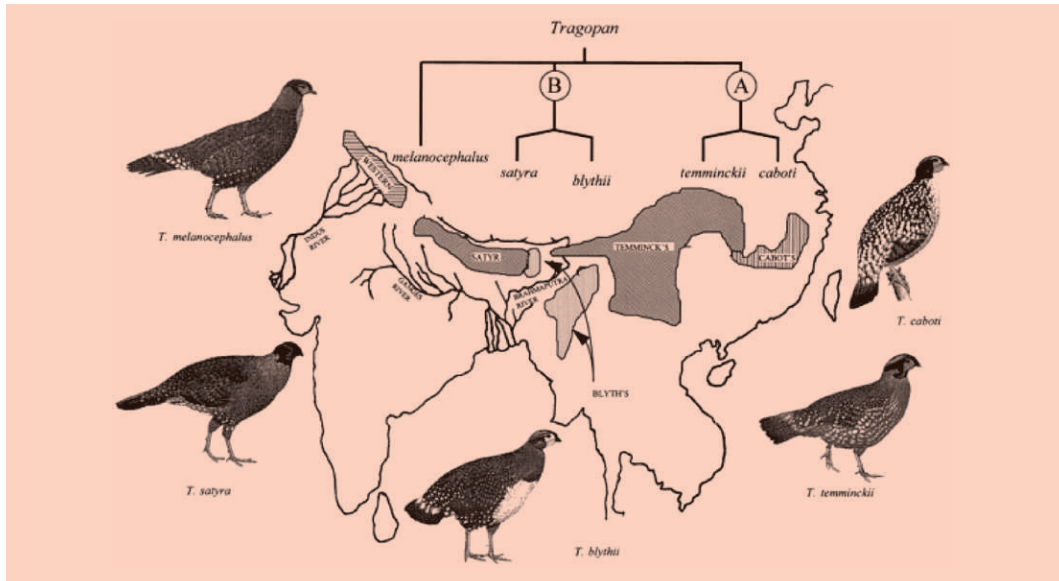 Tragopan
B
A
melanocephalus
satyra
blythii
temminckii
caboti
WESTERN
T. melanocephalus
INDUS
RIVER
SATYR
TEMMINCK'S
CABOT'S
GANGES
RIVER
BRAHMAPUTRA
RIVER
T. caboti
BLYTH'S
T. satyra
T. temminckii
T. blythii